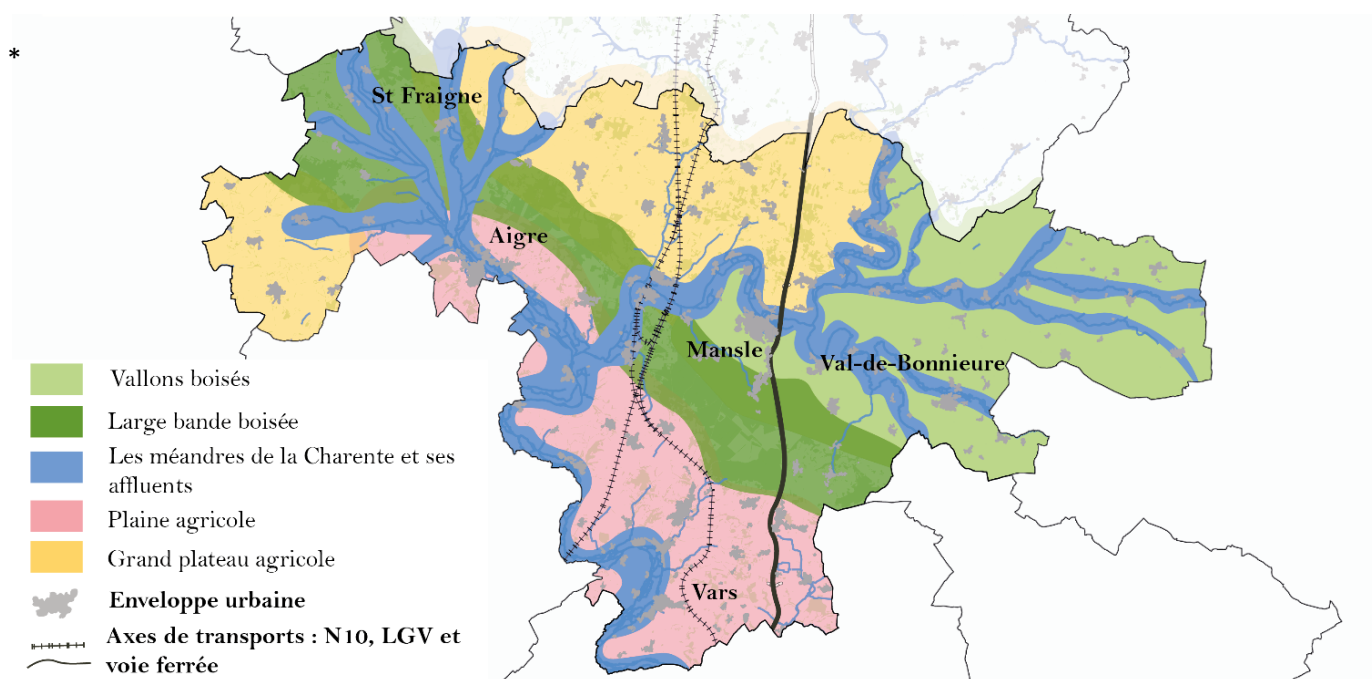 *
St Fraigne
Aigre
Mansle
Val-de-Bonnieure
Vars
Vallons boisés
Large bande boisée
Les méandres de la Charente et ses
affluents
Plaine agricole
Grand plateau agricole
Enveloppe urbaine
Axes de transports : N10, LGV et
voie ferrée